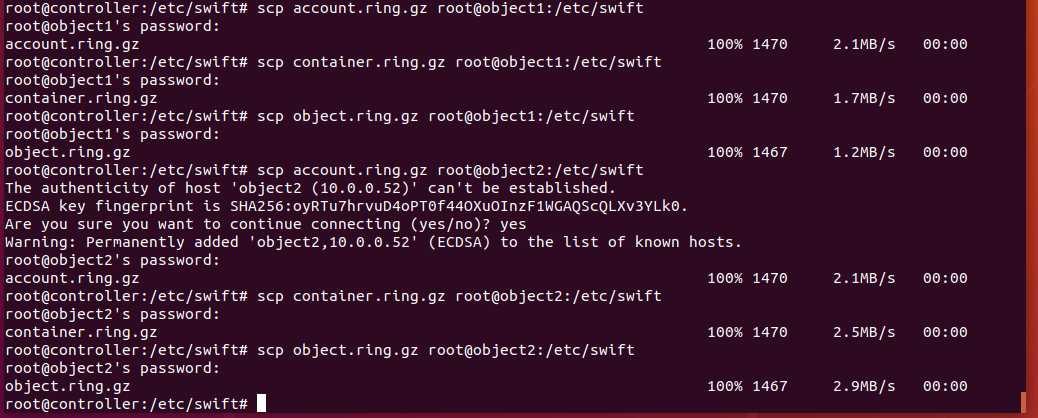 root@controller:/etc/swift# scp account.ring.gz root@object1:/etc/swift
root@object1's password:
account.ring.gz 100% 1470 2.1MB/s 00:00
root@controller:/etc/swift# scp container.ring.gz root@object1:/etc/swift
root@object1's password:
container.ring.gz 100% 1470 1.7MB/s 00:00
root@controller:/etc/swift# scp object.ring.gz root@object1:/etc/swift
root@object1's password:
object.ring.gz 100% 1467 1.2MB/s 00:00
root@controller:/etc/swift# scp account.ring.gz root@object2:/etc/swift
The authenticity of host 'object2 (10.0.0.52)' can't be established.
ECDSA key fingerprint is SHA256:oyRTu7hrvuD4oPT0f44OXuOInzF1WGAQScQLXv3YLk0.
Are you sure you want to continue connecting (yes/no)? yes
Warning: Permanently added 'object2,10.0.0.52' (ECDSA) to the list of known hosts.
root@object2's password:
account.ring.gz 100% 1470 2.1MB/s 00:00
root@controller:/etc/swift# scp container.ring.gz root@object2:/etc/swift
root@object2's password:
container.ring.gz 100% 1470 2.5MB/s 00:00
root@controller:/etc/swift# scp object.ring.gz root@object2:/etc/swift
root@object2's password:
object.ring.gz 100% 1467 2.9MB/s 00:00
root@controller:/etc/swift#